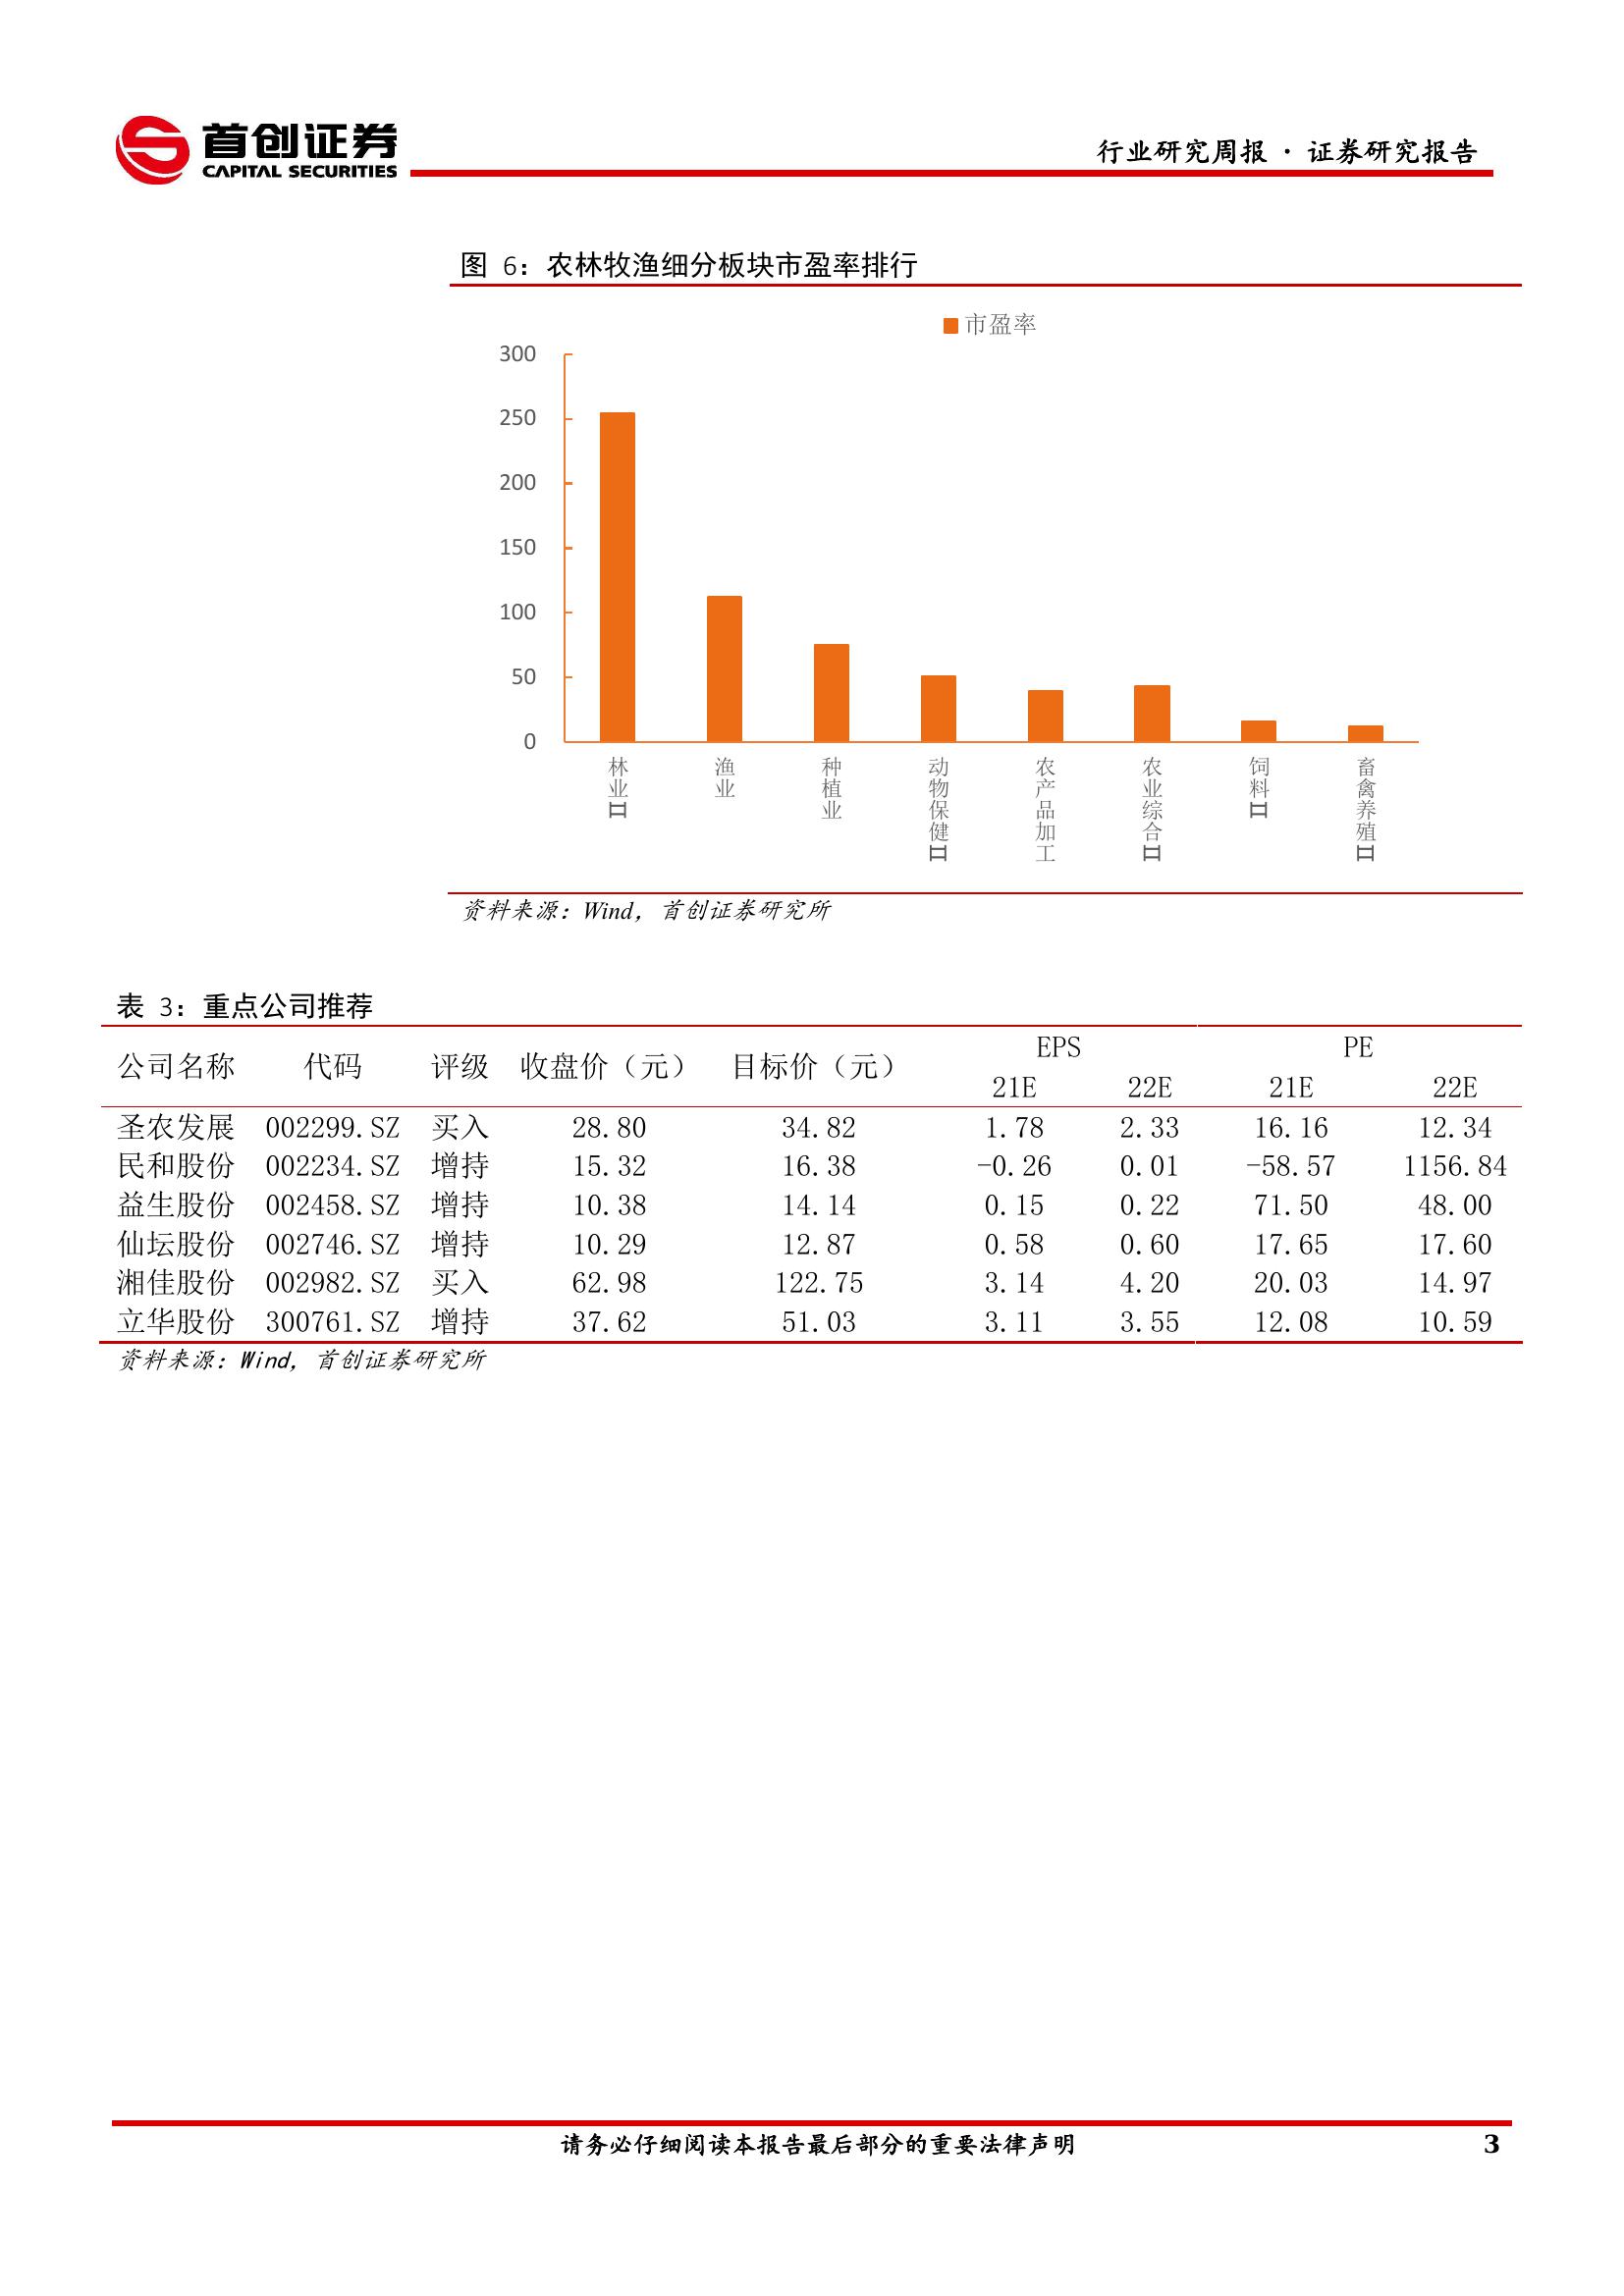 首创证券
CAPITAL SECURITIES
行业研究周报 · 证券研究报告
图 6：农林牧渔细分板块市盈率排行
市盈率
300
250
200
150
100
50
0
林业Ⅱ
渔业
种植业
动物保健Ⅱ
农产品加工
农业综合Ⅱ
饲料Ⅱ
畜禽养殖Ⅱ
资料来源：Wind，首创证券研究所
表 3：重点公司推荐
公司名称 代码 评级 收盘价（元） 目标价（元） EPS PE
21E 22E 21E 22E
圣农发展 002299.SZ 买入 28.80 34.82 1.78 2.33 16.16 12.34
民和股份 002234.SZ 增持 15.32 16.38 -0.26 0.01 -58.57 1156.84
益生股份 002458.SZ 增持 10.38 14.14 0.15 0.22 71.50 48.00
仙坛股份 002746.SZ 增持 10.29 12.87 0.58 0.60 17.65 17.60
湘佳股份 002982.SZ 买入 62.98 122.75 3.14 4.20 20.03 14.97
立华股份 300761.SZ 增持 37.62 51.03 3.11 3.55 12.08 10.59
资料来源：Wind，首创证券研究所
请务必仔细阅读本报告最后部分的重要法律声明 3